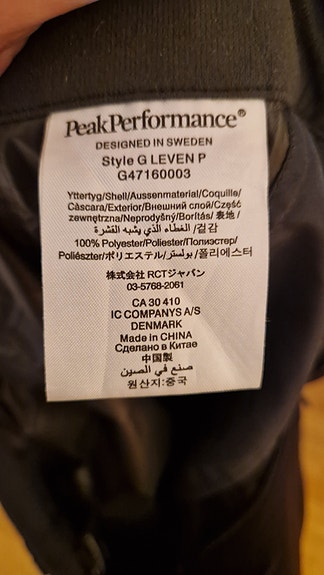 PeakPerformance®
DESIGNED IN SWEDEN
Style G LEVEN P
G47160003
Yttertyg/Shell/Aussenmaterial/Coquille/
Càscara/Exterior/Внешний слой/Część
zewnętrzna/Neprodyšný/Borítás/表地/
الغطاء الذي يشبه القشرة/겉감
100% Polyester/Poliester/Полиэстер/
Poliészter/ポリエステル/بولستر/폴리에스터
株式会社 RCTジャパン
03-5768-2061
CA 30 410
IC COMPANYS A/S
DENMARK
Made in CHINA
Сделано в Китае
中国製
صنع في الصين
원산지:중국